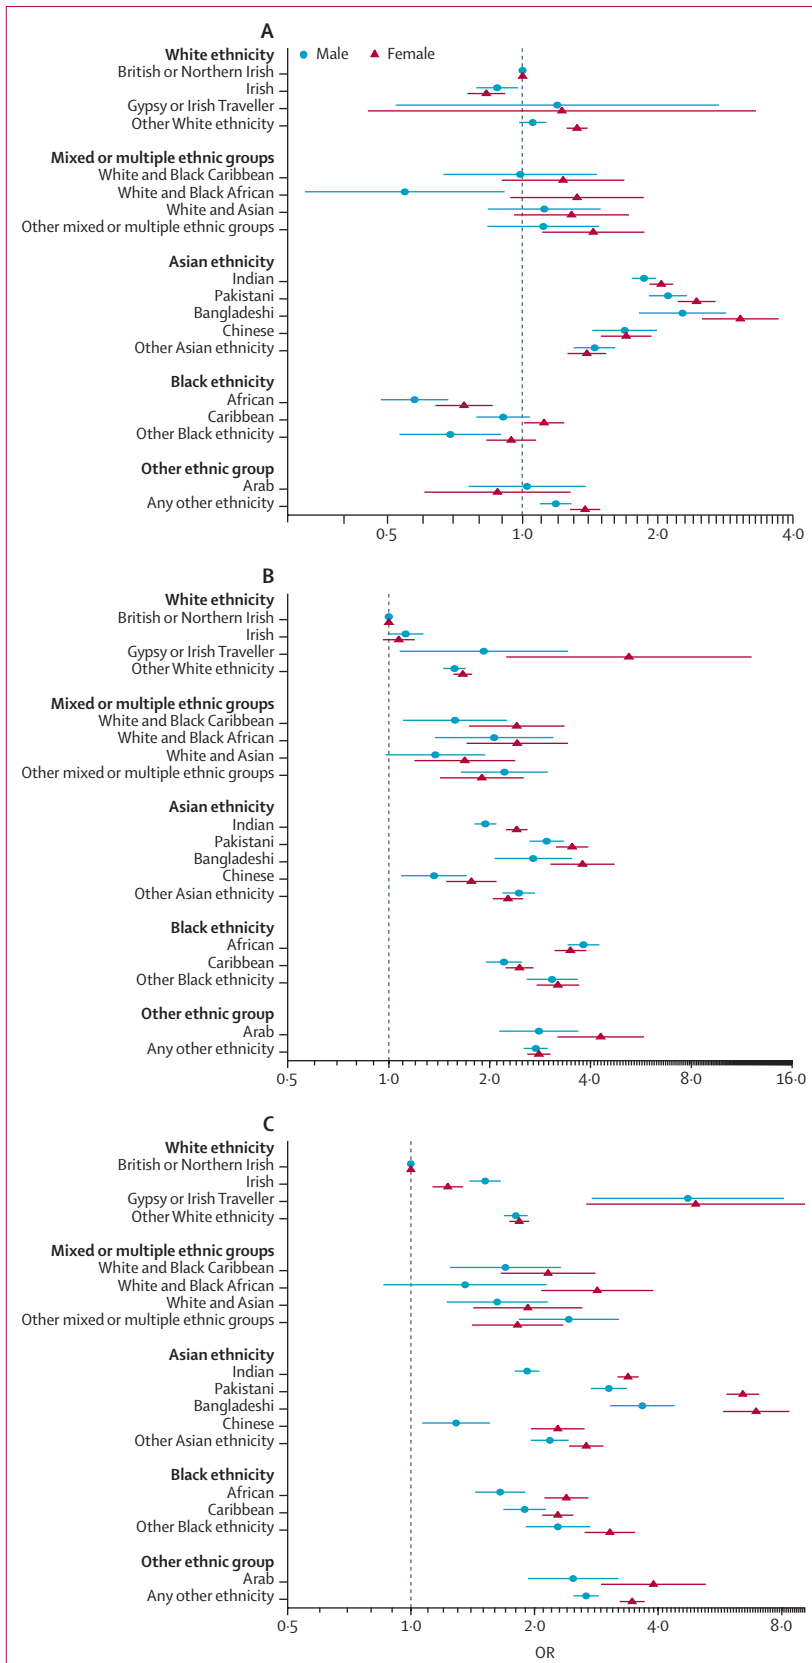 A
White ethnicity
Male Female
British or Northern Irish
Irish
Gypsy or Irish Traveller
Other White ethnicity
Mixed or multiple ethnic groups
White and Black Caribbean
White and Black African
White and Asian
Other mixed or multiple ethnic groups
Asian ethnicity
Indian
Pakistani
Bangladeshi
Chinese
Other Asian ethnicity
Black ethnicity
African
Caribbean
Other Black ethnicity
Other ethnic group
Arab
Any other ethnicity
0·5 1·0 2·0 4·0
B
White ethnicity
British or Northern Irish
Irish
Gypsy or Irish Traveller
Other White ethnicity
Mixed or multiple ethnic groups
White and Black Caribbean
White and Black African
White and Asian
Other mixed or multiple ethnic groups
Asian ethnicity
Indian
Pakistani
Bangladeshi
Chinese
Other Asian ethnicity
Black ethnicity
African
Caribbean
Other Black ethnicity
Other ethnic group
Arab
Any other ethnicity
0·5 1·0 2·0 4·0 8·0 16·0
C
White ethnicity
British or Northern Irish
Irish
Gypsy or Irish Traveller
Other White ethnicity
Mixed or multiple ethnic groups
White and Black Caribbean
White and Black African
White and Asian
Other mixed or multiple ethnic groups
Asian ethnicity
Indian
Pakistani
Bangladeshi
Chinese
Other Asian ethnicity
Black ethnicity
African
Caribbean
Other Black ethnicity
Other ethnic group
Arab
Any other ethnicity
0·5 1·0 2·0 4·0 8·0
OR